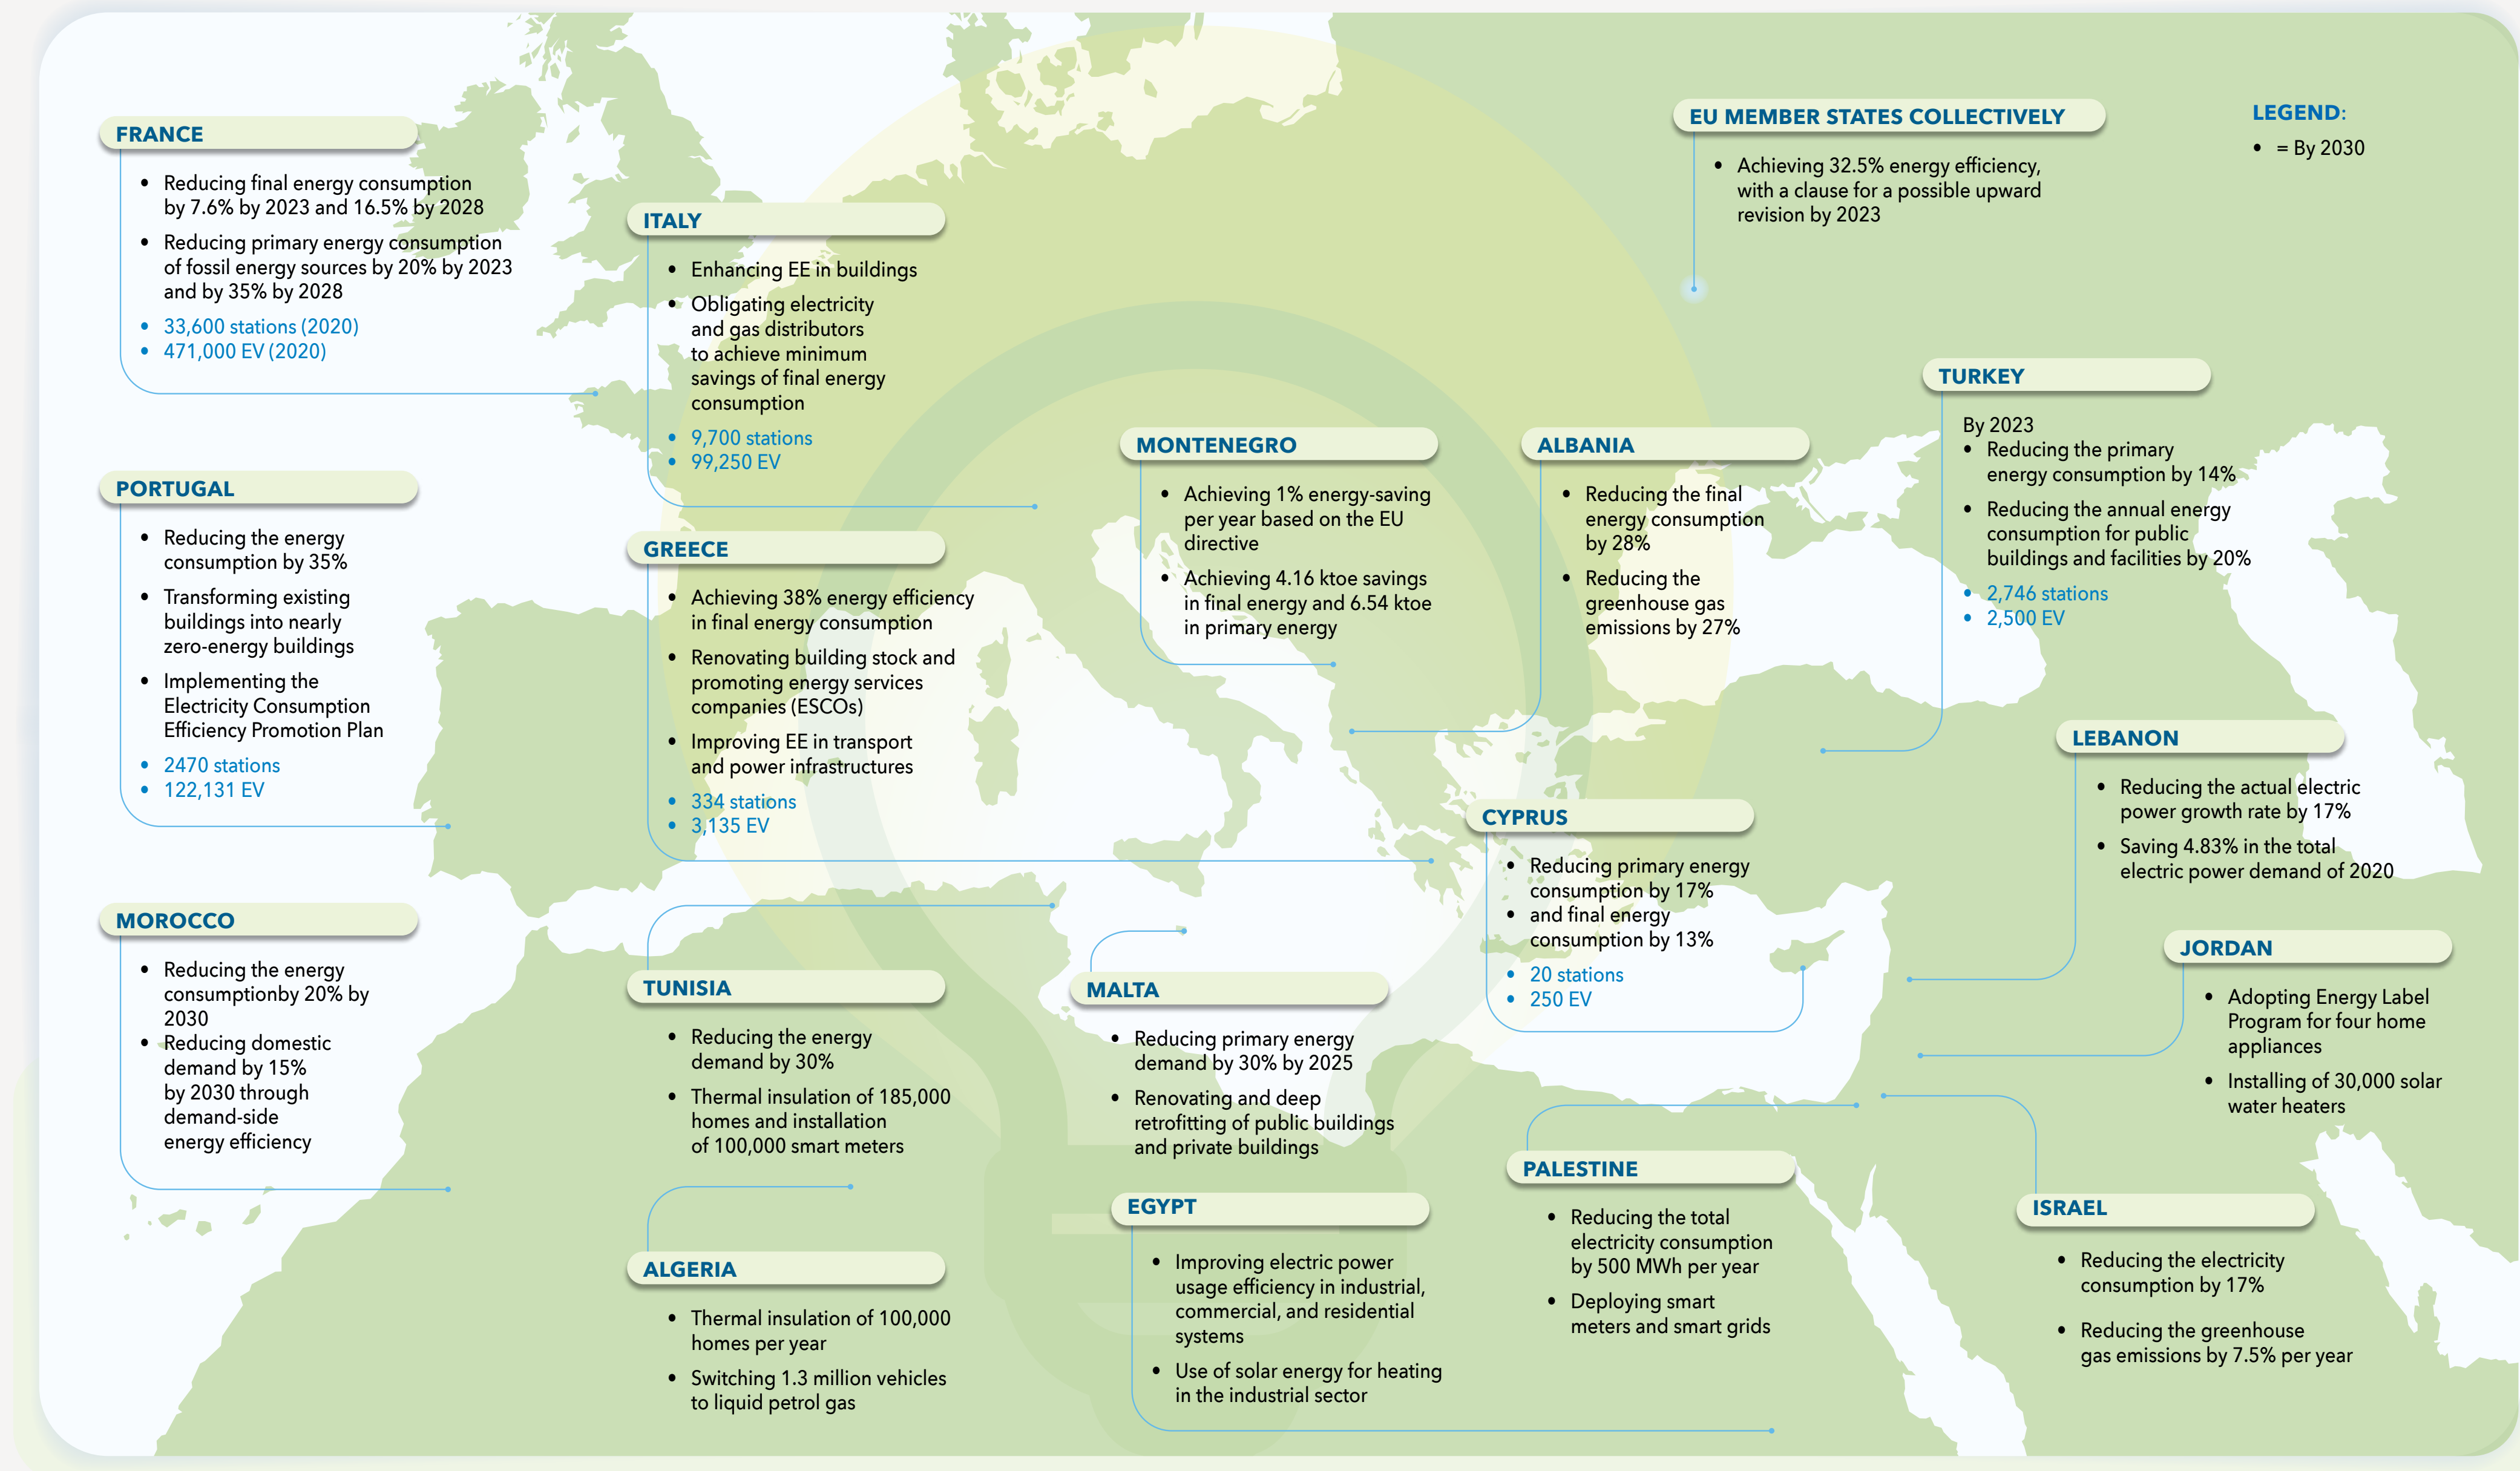 FRANCE
• Reducing final energy consumption
by 7.6% by 2023 and 16.5% by 2028
• Reducing primary energy consumption
of fossil energy sources by 20% by 2023
and by 35% by 2028
• 33,600 stations (2020)
• 471,000 EV (2020)
PORTUGAL
• Reducing the energy
consumption by 35%
• Transforming existing
buildings into nearly
zero-energy buildings
• Implementing the
Electricity Consumption
Efficiency Promotion Plan
• 2470 stations
• 122,131 EV
MOROCCO
• Reducing the energy
consumptionby 20% by
2030
• Reducing domestic
demand by 15%
by 2030 through
demand-side
energy efficiency
ITALY
• Enhancing EE in buildings
• Obligating electricity
and gas distributors
to achieve minimum
savings of final energy
consumption
• 9,700 stations
• 99,250 EV
GREECE
• Achieving 38% energy efficiency
in final energy consumption
• Renovating building stock and
promoting energy services
companies (ESCOs)
• Improving EE in transport
and power infrastructures
• 334 stations
• 3,135 EV
TUNISIA
• Reducing the energy
demand by 30%
• Thermal insulation of 185,000
homes and installation
of 100,000 smart meters
ALGERIA
• Thermal insulation of 100,000
homes per year
• Switching 1.3 million vehicles
to liquid petrol gas
MONTENEGRO
• Achieving 1% energy-saving
per year based on the EU
directive
• Achieving 4.16 ktoe savings
in final energy and 6.54 ktoe
in primary energy
MALTA
• Reducing primary energy
demand by 30% by 2025
• Renovating and deep
retrofitting of public buildings
and private buildings
EGYPT
• Improving electric power
usage efficiency in industrial,
commercial, and residential
systems
• Use of solar energy for heating
in the industrial sector
EU MEMBER STATES COLLECTIVELY
• Achieving 32.5% energy efficiency,
with a clause for a possible upward
revision by 2023
LEGEND:
• = By 2030
ALBANIA
• Reducing the final
energy consumption
by 28%
• Reducing the
greenhouse gas
emissions by 27%
CYPRUS
• Reducing primary energy
consumption by 17%
• and final energy
consumption by 13%
• 20 stations
• 250 EV
PALESTINE
• Reducing the total
electricity consumption
by 500 MWh per year
• Deploying smart
meters and smart grids
TURKEY
By 2023
• Reducing the primary
energy consumption by 14%
• Reducing the annual energy
consumption for public
buildings and facilities by 20%
• 2,746 stations
• 2,500 EV
LEBANON
• Reducing the actual electric
power growth rate by 17%
• Saving 4.83% in the total
electric power demand of 2020
JORDAN
• Adopting Energy Label
Program for four home
appliances
• Installing of 30,000 solar
water heaters
ISRAEL
• Reducing the electricity
consumption by 17%
• Reducing the greenhouse
gas emissions by 7.5% per year